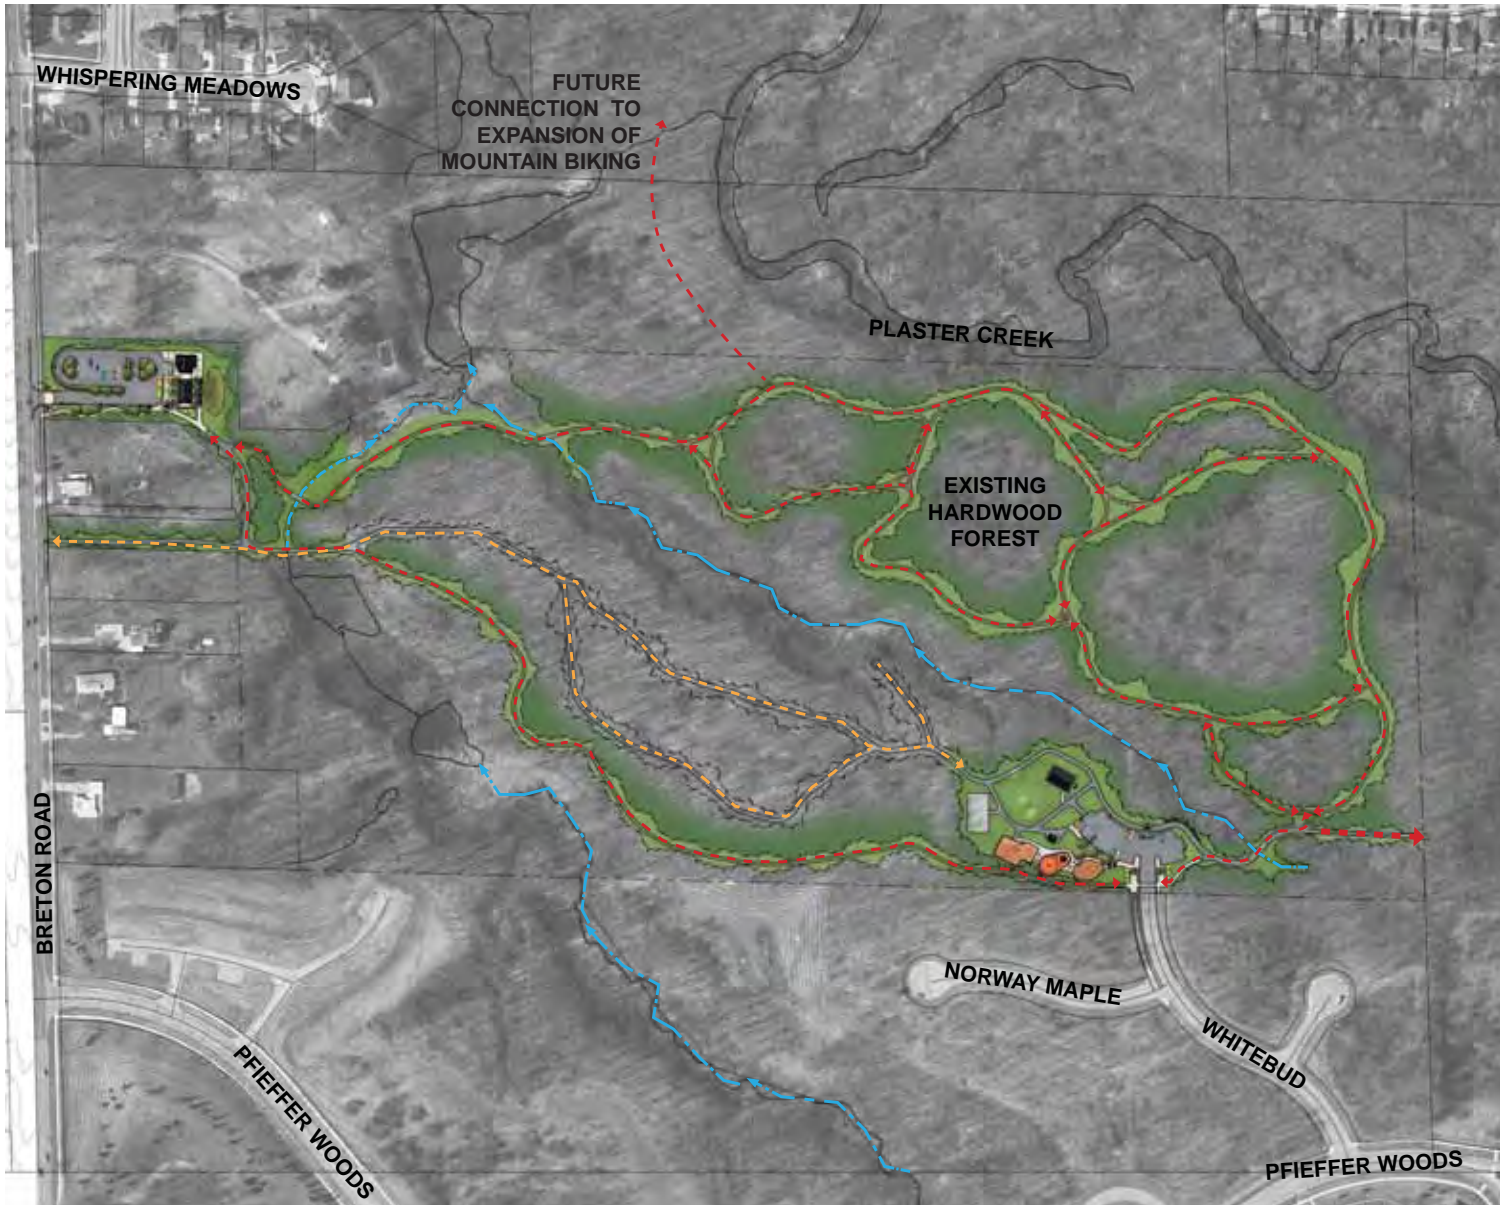 WHISPERING MEADOWS
FUTURE
CONNECTION TO
EXPANSION OF
MOUNTAIN BIKING
PLASTER CREEK
EXISTING
HARDWOOD
FOREST
BRETON ROAD
NORWAY MAPLE
WHITEBUD
PFIEFFER WOODS
PFIEFFER WOODS